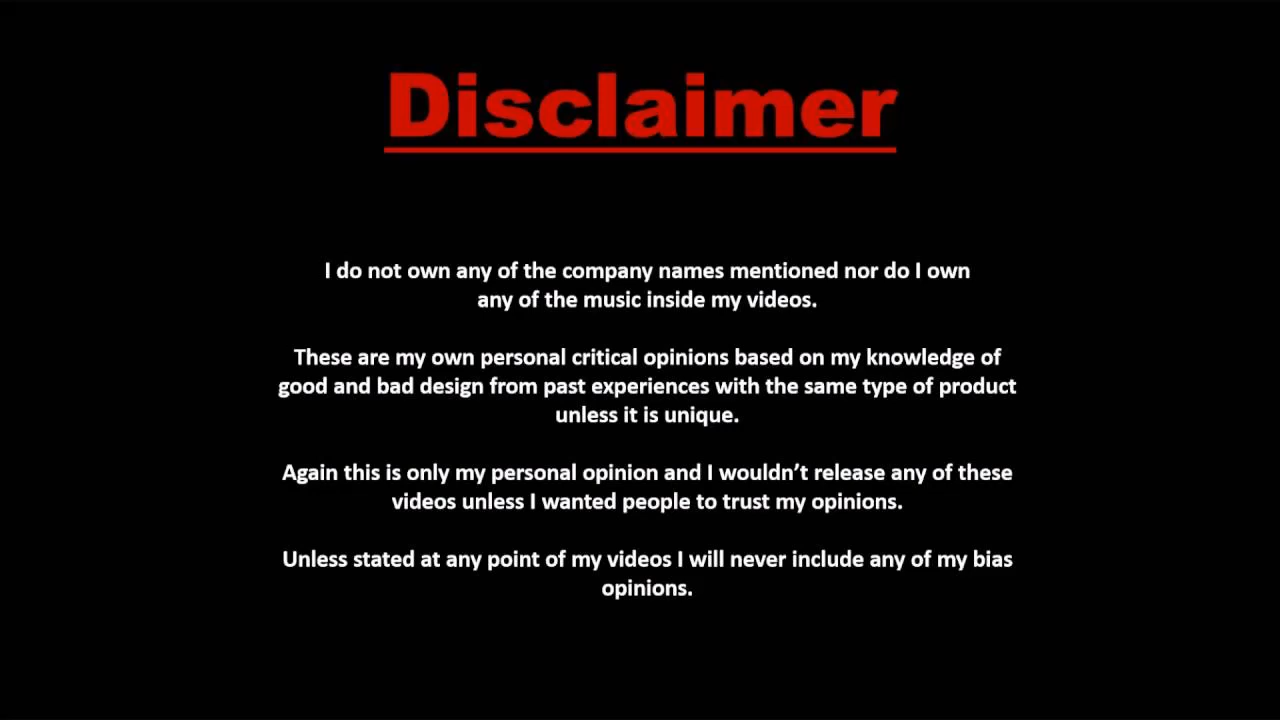 Disclaimer
I do not own any of the company names mentioned nor do I own
any of the music inside my videos.
These are my own personal critical opinions based on my knowledge of
good and bad design from past experiences with the same type of product
unless it is unique.
Again this is only my personal opinion and I wouldn’t release any of these
videos unless I wanted people to trust my opinions.
Unless stated at any point of my videos I will never include any of my bias
opinions.